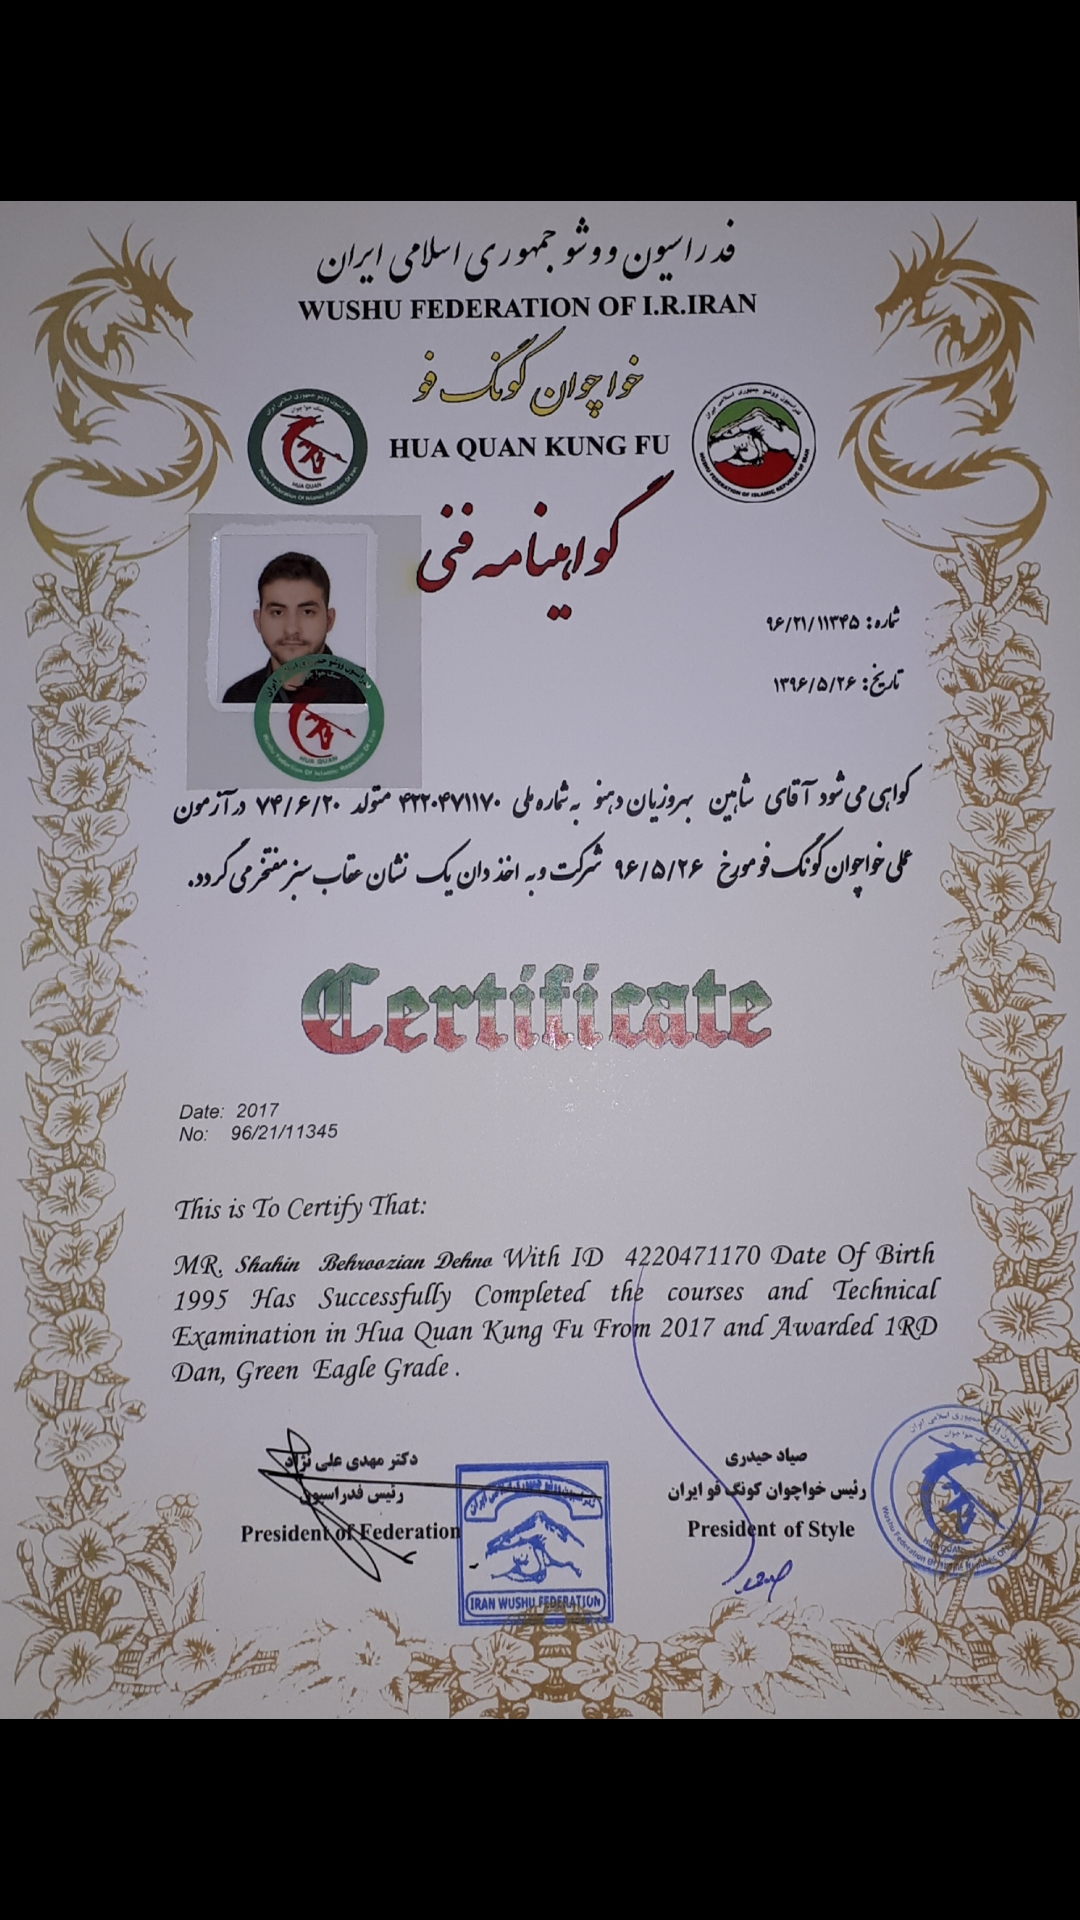 فدراسیون ووشو جمهوری اسلامی ایران
WUSHU FEDERATION OF I.R.IRAN
خواچوان کونگ فو
HUA QUAN KUNG FU
گواهینامه فنی
شماره: ۹۶/۲۱/۱۱۳۴۵
تاریخ: ۱۳۹۶/۵/۲۶
HUA QUAN
گواهی می شود آقای شاهین بهروزیان دهنو به شماره ملی ۴۲۲۰۴۷۱۱۷۰ متولد ۷۴/۶/۲۰ در آزمون
عملی خواچوان کونگ فو مورخ ۹۶/۵/۲۶ شرکت و به اخذ دان یک نشان عقاب سبز مفتخر می گردد.
Certificate
Date: 2017
No: 96/21/11345
This is To Certify That:
MR. Shahin Behroozian Dehno With ID 4220471170 Date Of Birth
1995 Has Successfully Completed the courses and Technical
Examination in Hua Quan Kung Fu From 2017 and Awarded 1RD
Dan, Green Eagle Grade .
دکتر مهدی علی نژاد
رئیس فدراسیون
President of Federation
IRAN WUSHU FEDERATION
صیاد حیدری
رئیس خواچوان کونگ فو ایران
President of Style